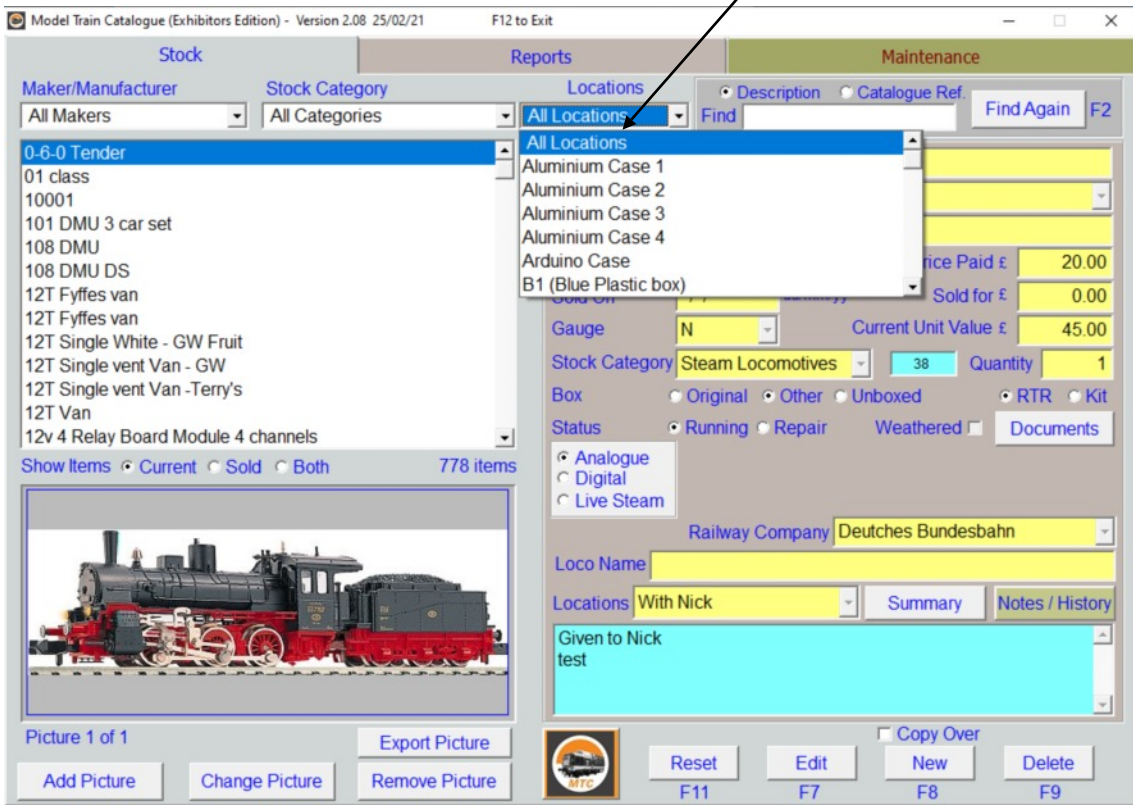 Model Train Catalogue (Exhibitors Edition) - Version 2.08 25/02/21 F12 to Exit
Stock Reports Maintenance
Maker/Manufacturer Stock Category Locations
Description Catalogue Ref.
All Makers All Categories All Locations Find Find Again F2
0-6-0 Tender
01 class
10001
101 DMU 3 car set
108 DMU
108 DMU DS
12T Fyffes van
12T Fyffes van
12T Single White - GW Fruit
12T Single vent Van - GW
12T Single vent Van -Terry's
12T Van
12v 4 Relay Board Module 4 channels
Show Items Current Sold Both 778 items
All Locations
Aluminium Case 1
Aluminium Case 2
Aluminium Case 3
Aluminium Case 4
Arduino Case
B1 (Blue Plastic box)
Paid £ 20.00
Sold On Sold for £ 0.00
Gauge N Current Unit Value £ 45.00
Stock Category Steam Locomotives 38 Quantity 1
Box Original Other Unboxed RTR Kit
Status Running Repair Weathered Documents
Analogue
Digital
Live Steam
Railway Company Deutches Bundesbahn
Loco Name
Locations With Nick Summary Notes / History
Given to Nick
test
Picture 1 of 1 Export Picture
Add Picture Change Picture Remove Picture
MTC
Copy Over
Reset Edit New Delete
F11 F7 F8 F9